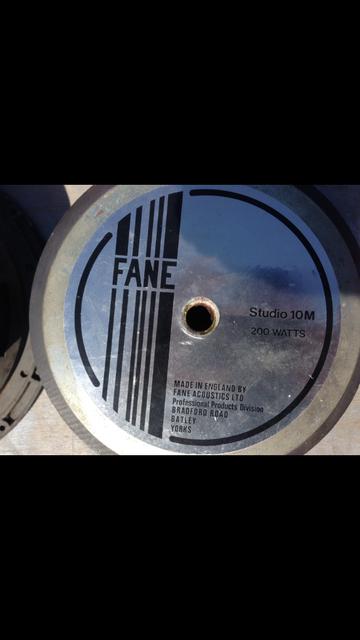 FANE
Studio 10M
200 WATTS
MADE IN ENGLAND BY
FANE ACOUSTICS LTD
Professional Products Division
BRADFORD ROAD
BATLEY
YORKS